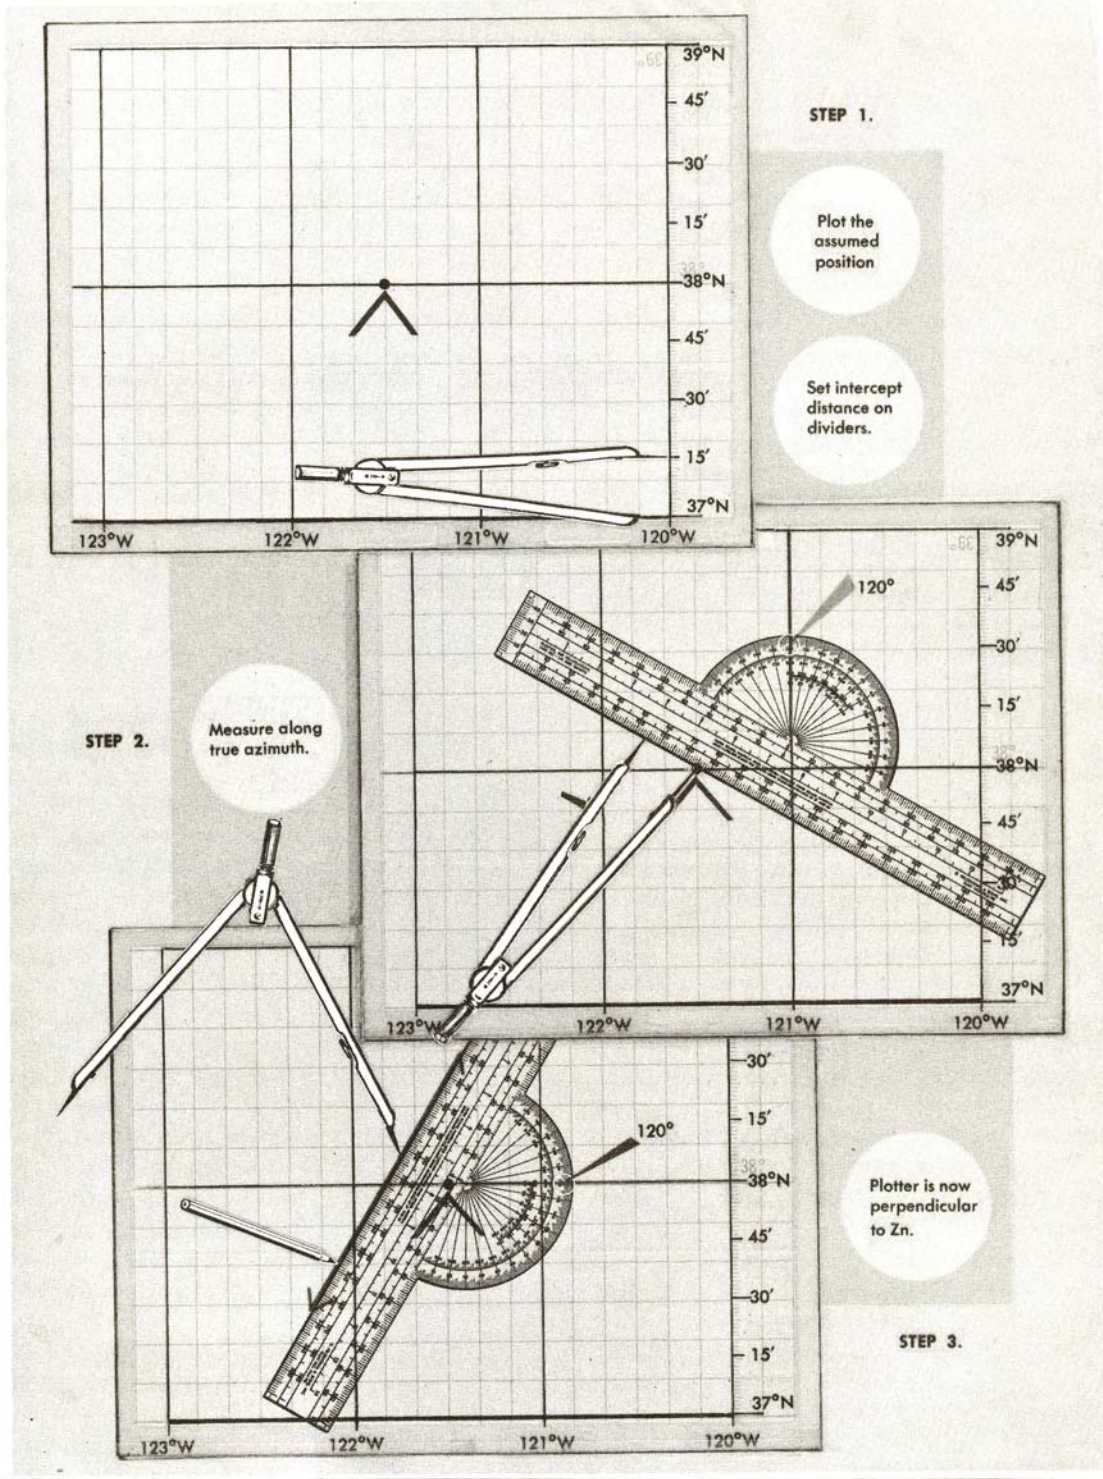 39°N
45′
30′
15′
38°N
45′
30′
15′
37°N
123°W
122°W
121°W
120°W
STEP 1.
Plot the
assumed
position
Set intercept
distance on
dividers.
STEP 2.
Measure along
true azimuth.
120°
39°N
45′
30′
15′
38°N
45′
30′
15′
37°N
123°W
122°W
121°W
120°W
120°
30′
15′
38°N
45′
30′
15′
37°N
123°W
122°W
121°W
120°W
Plotter is now
perpendicular
to Zn.
STEP 3.